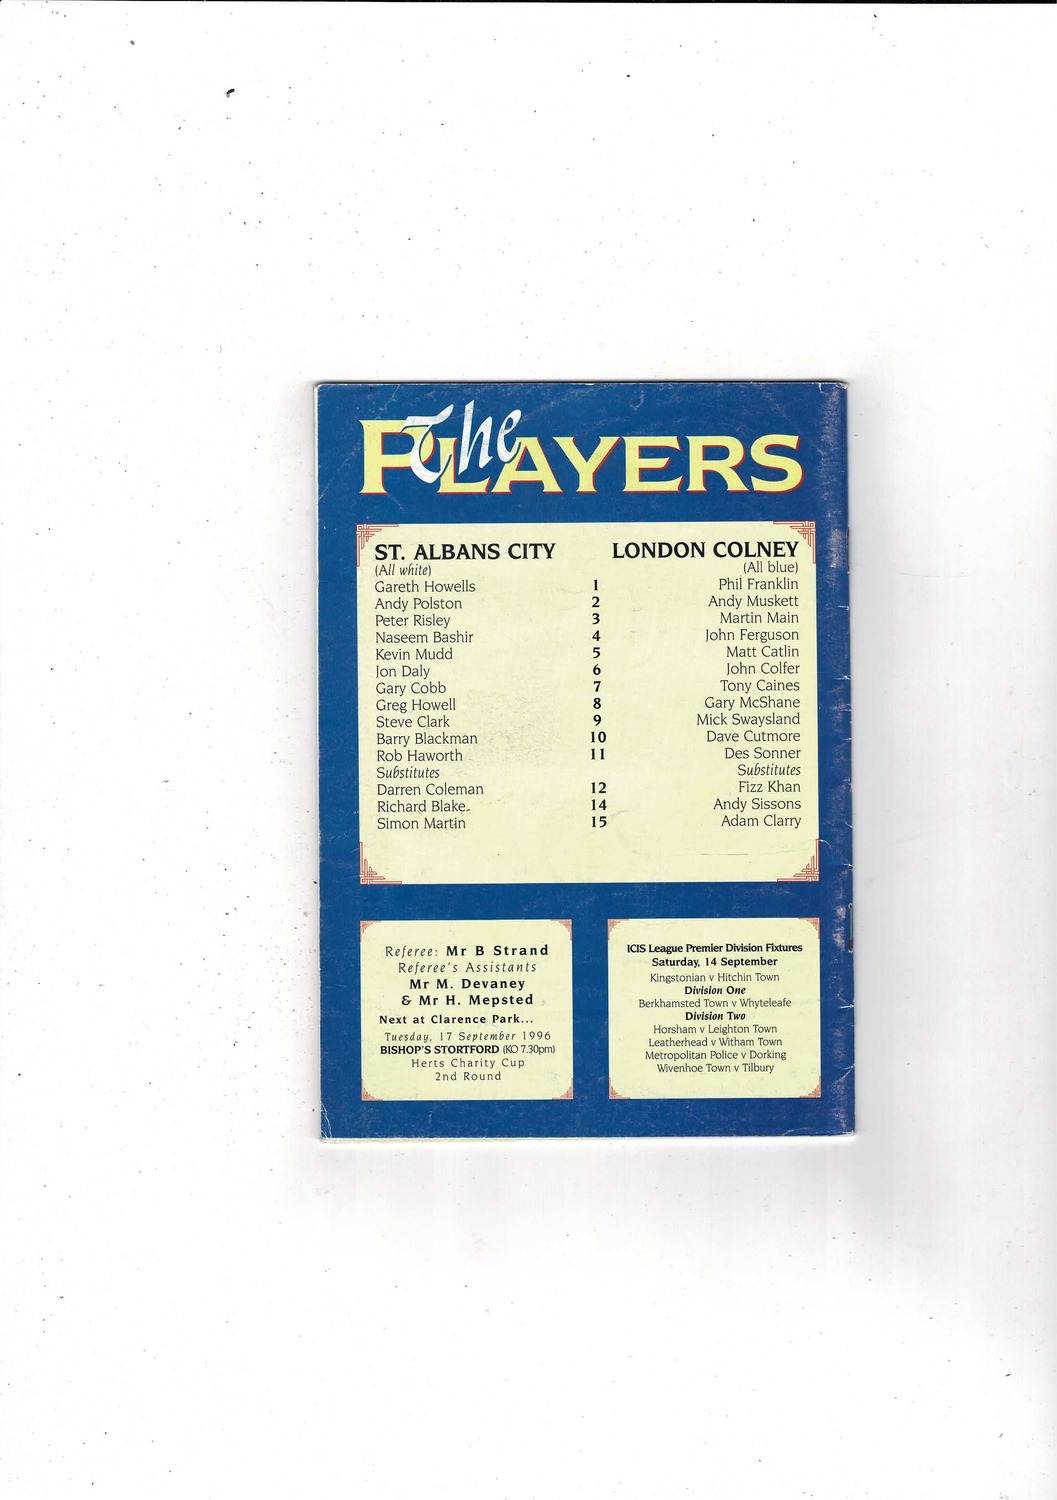 The
PLAYERS
ST. ALBANS CITY LONDON COLNEY
(All white) (All blue)
Gareth Howells 1 Phil Franklin
Andy Polston 2 Andy Muskett
Peter Risley 3 Martin Main
Naseem Bashir 4 John Ferguson
Kevin Mudd 5 Matt Catlin
Jon Daly 6 John Colfer
Gary Cobb 7 Tony Caines
Greg Howell 8 Gary McShane
Steve Clark 9 Mick Swaysland
Barry Blackman 10 Dave Cutmore
Rob Haworth 11 Des Sonner
Substitutes Substitutes
Darren Coleman 12 Fizz Khan
Richard Blake 14 Andy Sissons
Simon Martin 15 Adam Clarry
Referee: Mr B Strand
Referee's Assistants
Mr M. Devaney
& Mr H. Mepsted
Next at Clarence Park...
Tuesday, 17 September 1996
BISHOP'S STORTFORD (KO 7.30pm)
Herts Charity Cup
2nd Round
ICIS League Premier Division Fixtures
Saturday, 14 September
Kingstonian v Hitchin Town
Division One
Berkhamsted Town v Whyteleafe
Division Two
Horsham v Leighton Town
Leatherhead v Witham Town
Metropolitan Police v Dorking
Wivenhoe Town v Tilbury